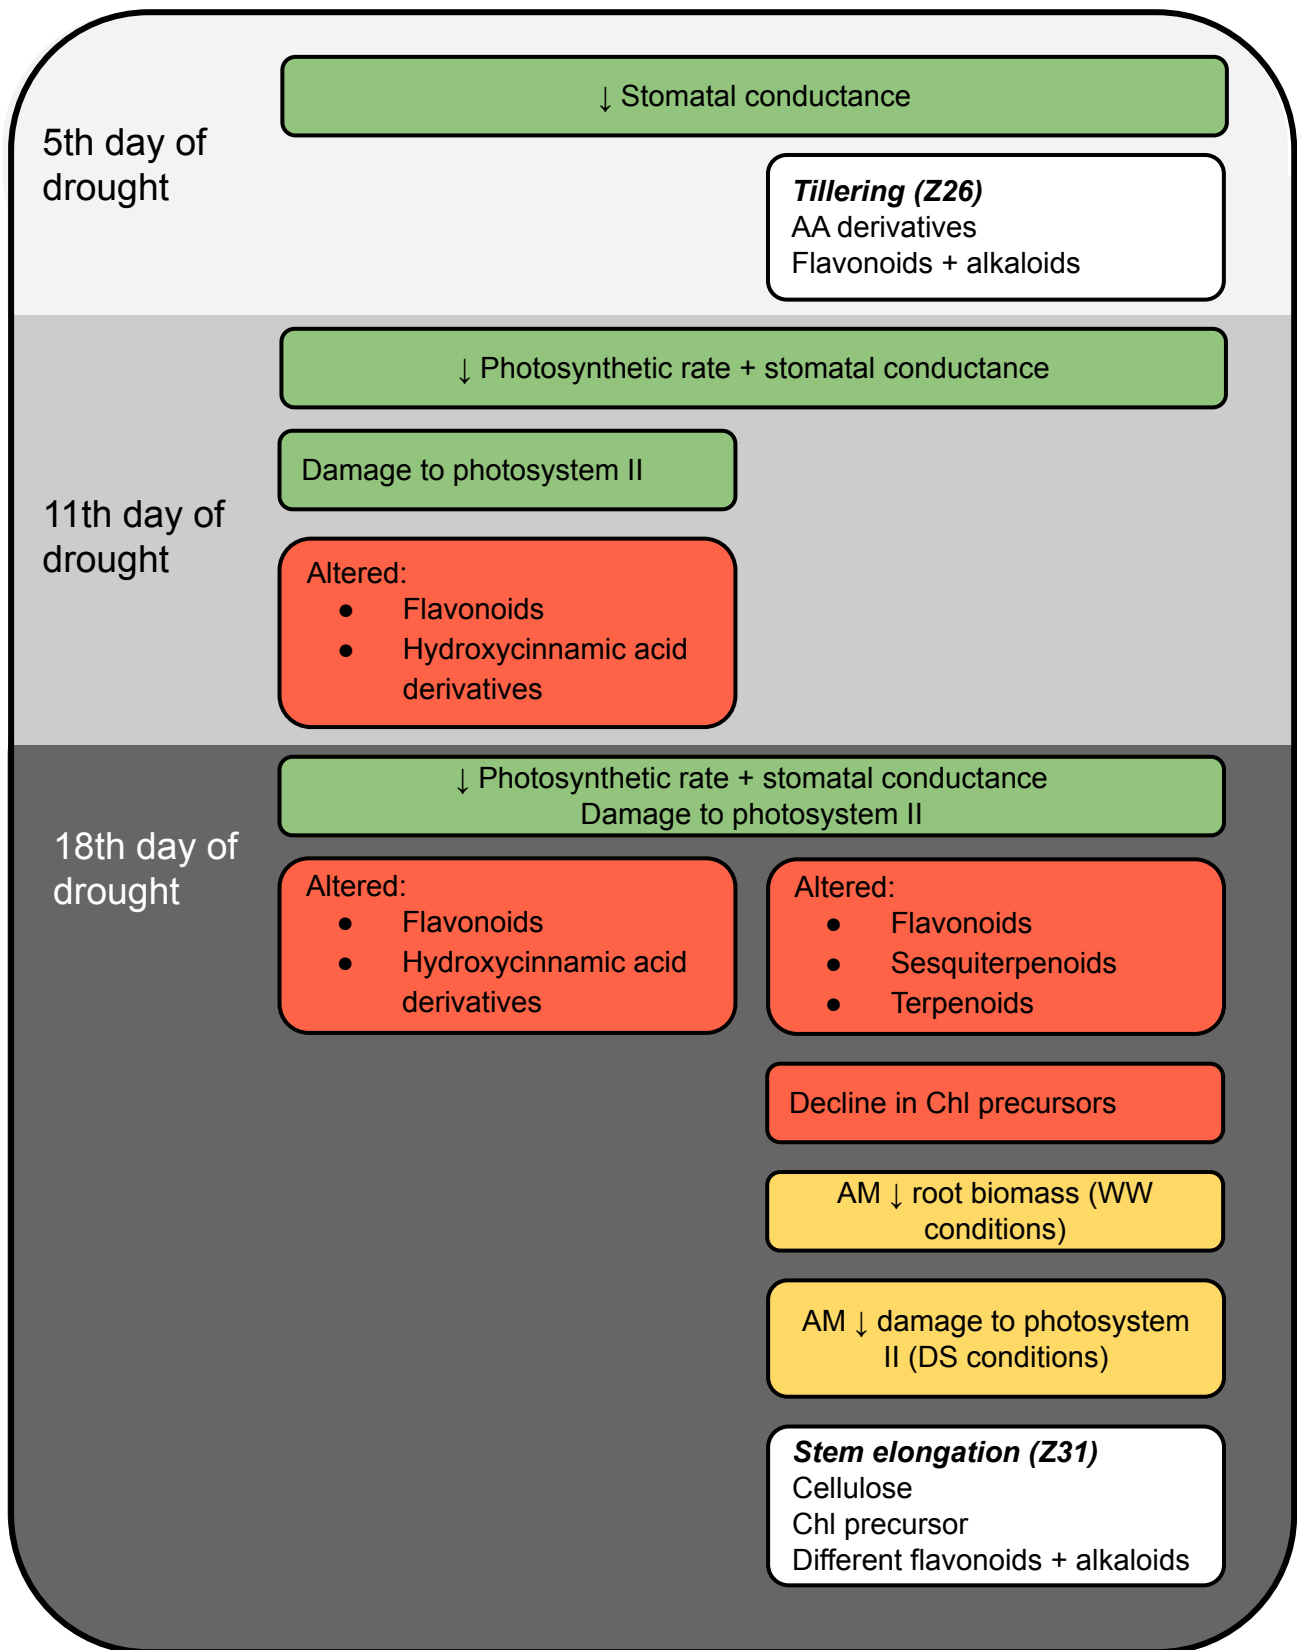 5th day of
drought
↓ Stomatal conductance
Tillering (Z26)
AA derivatives
Flavonoids + alkaloids
11th day of
drought
↓ Photosynthetic rate + stomatal conductance
Damage to photosystem II
Altered:
● Flavonoids
● Hydroxycinnamic acid
derivatives
18th day of
drought
↓ Photosynthetic rate + stomatal conductance
Damage to photosystem II
Altered:
● Flavonoids
● Hydroxycinnamic acid
derivatives
Altered:
● Flavonoids
● Sesquiterpenoids
● Terpenoids
Decline in Chl precursors
AM ↓ root biomass (WW
conditions)
AM ↓ damage to photosystem
II (DS conditions)
Stem elongation (Z31)
Cellulose
Chl precursor
Different flavonoids + alkaloids